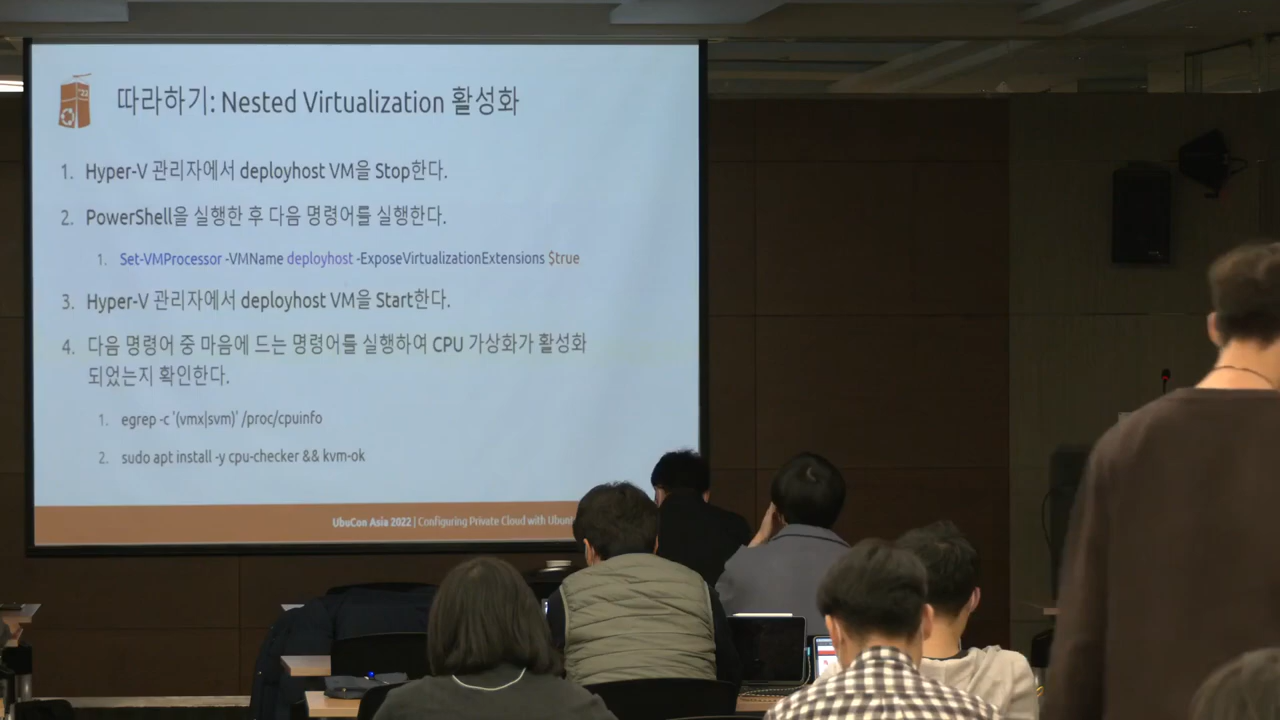 따라하기: Nested Virtualization 활성화
1. Hyper-V 관리자에서 deployhost VM을 Stop한다.
2. PowerShell을 실행한 후 다음 명령어를 실행한다.
1. Set-VMProcessor -VMName deployhost -ExposeVirtualizationExtensions $true
3. Hyper-V 관리자에서 deployhost VM을 Start한다.
4. 다음 명령어 중 마음에 드는 명령어를 실행하여 CPU 가상화가 활성화
되었는지 확인한다.
1. egrep -c '(vmx|svm)' /proc/cpuinfo
2. sudo apt install -y cpu-checker && kvm-ok
UbuCon Asia 2022 | Configuring Private Cloud with